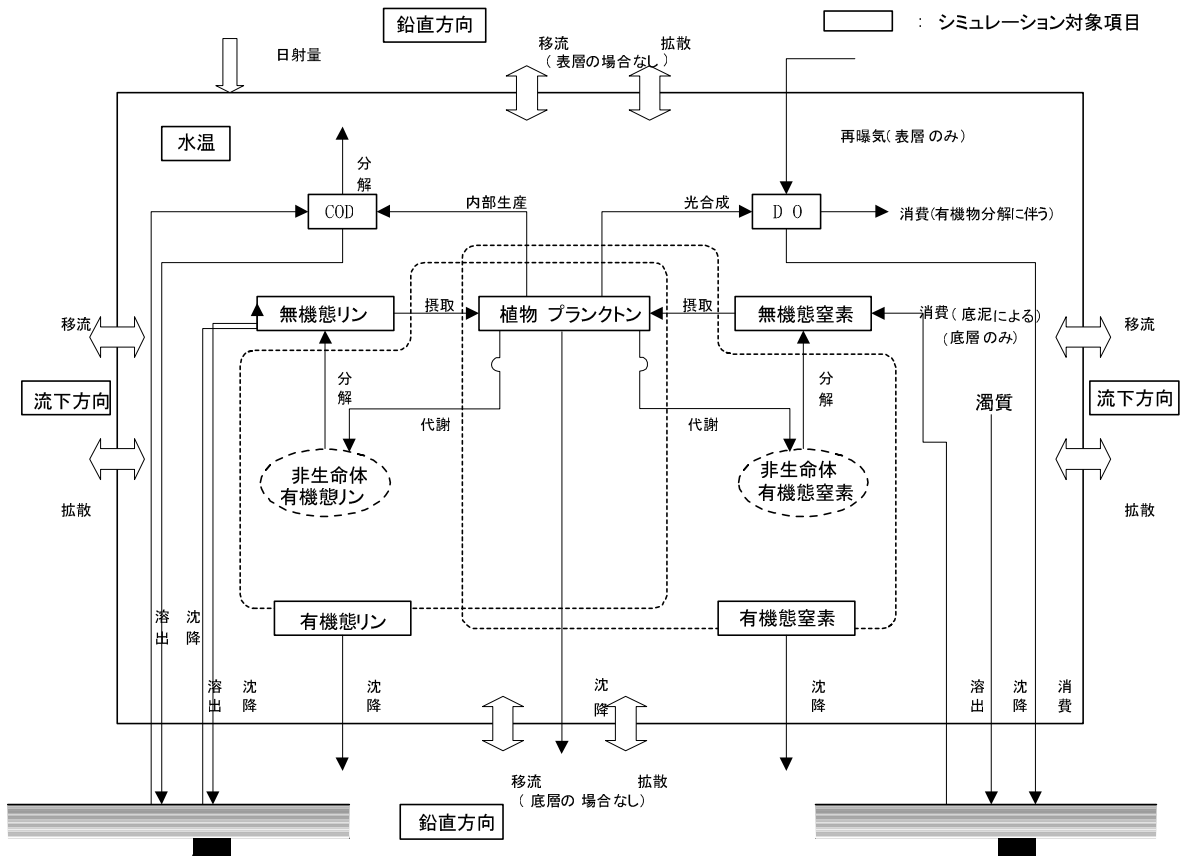 鉛直方向
: シミュレーション対象項目
移流
拡散
(表層の場合なし)
日射量
水温
再曝気(表層のみ)
分解
COD
内部生産
光合成
DO
消費(有機物分解に伴う)
無機態リン
摂取
植物プランクトン
摂取
無機態窒素
消費(底泥による)
(底層のみ)
移流
移流
流下方向
流下方向
分解
代謝
代謝
分解
濁質
非生命体
有機態リン
非生命体
有機態窒素
拡散
拡散
有機態リン
有機態窒素
溶出
沈降
溶出
沈降
沈降
沈降
沈降
溶出
沈降
消費
移流
拡散
(底層の場合なし)
鉛直方向